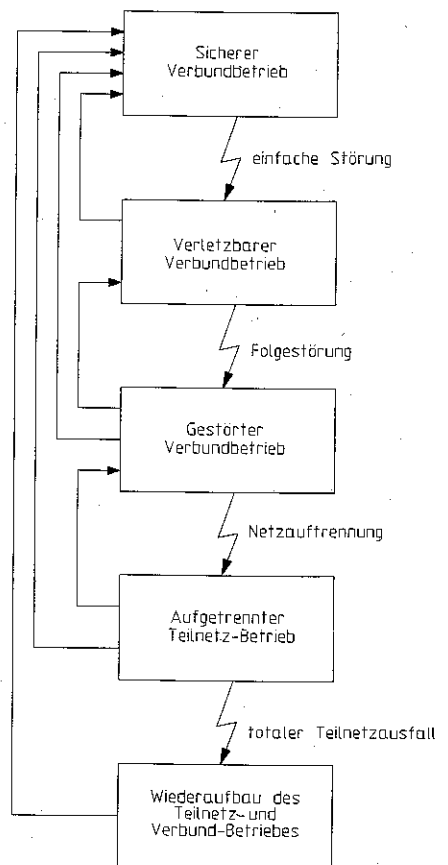 Sicherer
Verbundbetrieb
einfache Störung
Verletzbarer
Verbundbetrieb
Folgestörung
Gestörter
Verbundbetrieb
Netzauftrennung
Aufgetrennter
Teilnetz-Betrieb
totaler Teilnetzausfall
Wiederaufbau des
Teilnetz- und
Verbund-Betriebes